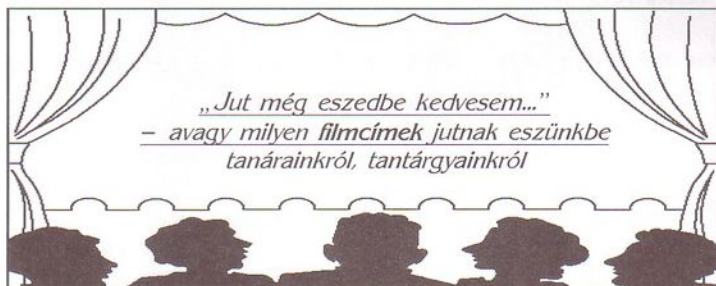 „Jut még eszedbe kedvesem...”
– avagy milyen filmcímek jutnak eszünkbe
tanárainkról, tantárgyainkról